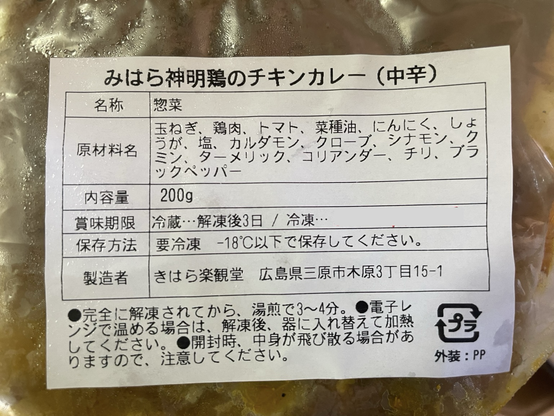 みはら神明鶏のチキンカレー（中辛）
名称 惣菜
原材料名 玉ねぎ、鶏肉、トマト、菜種油、にんにく、しょ
うが、塩、カルダモン、クローブ、シナモン、ク
ミン、ターメリック、コリアンダー、チリ、ブラ
ックペッパー
内容量 200g
賞味期限 冷蔵…解凍後3日 / 冷凍…
保存方法 要冷凍 -18℃以下で保存してください。
製造者 きはら楽観堂 広島県三原市木原3丁目15-1
●完全に解凍されてから、湯煎で3～4分。●電子レ
ンジで温める場合は、解凍後、器に入れ替えて加熱
してください。●開封時、中身が飛び散る場合があ
りますので、注意してください。
プラ
外装：PP